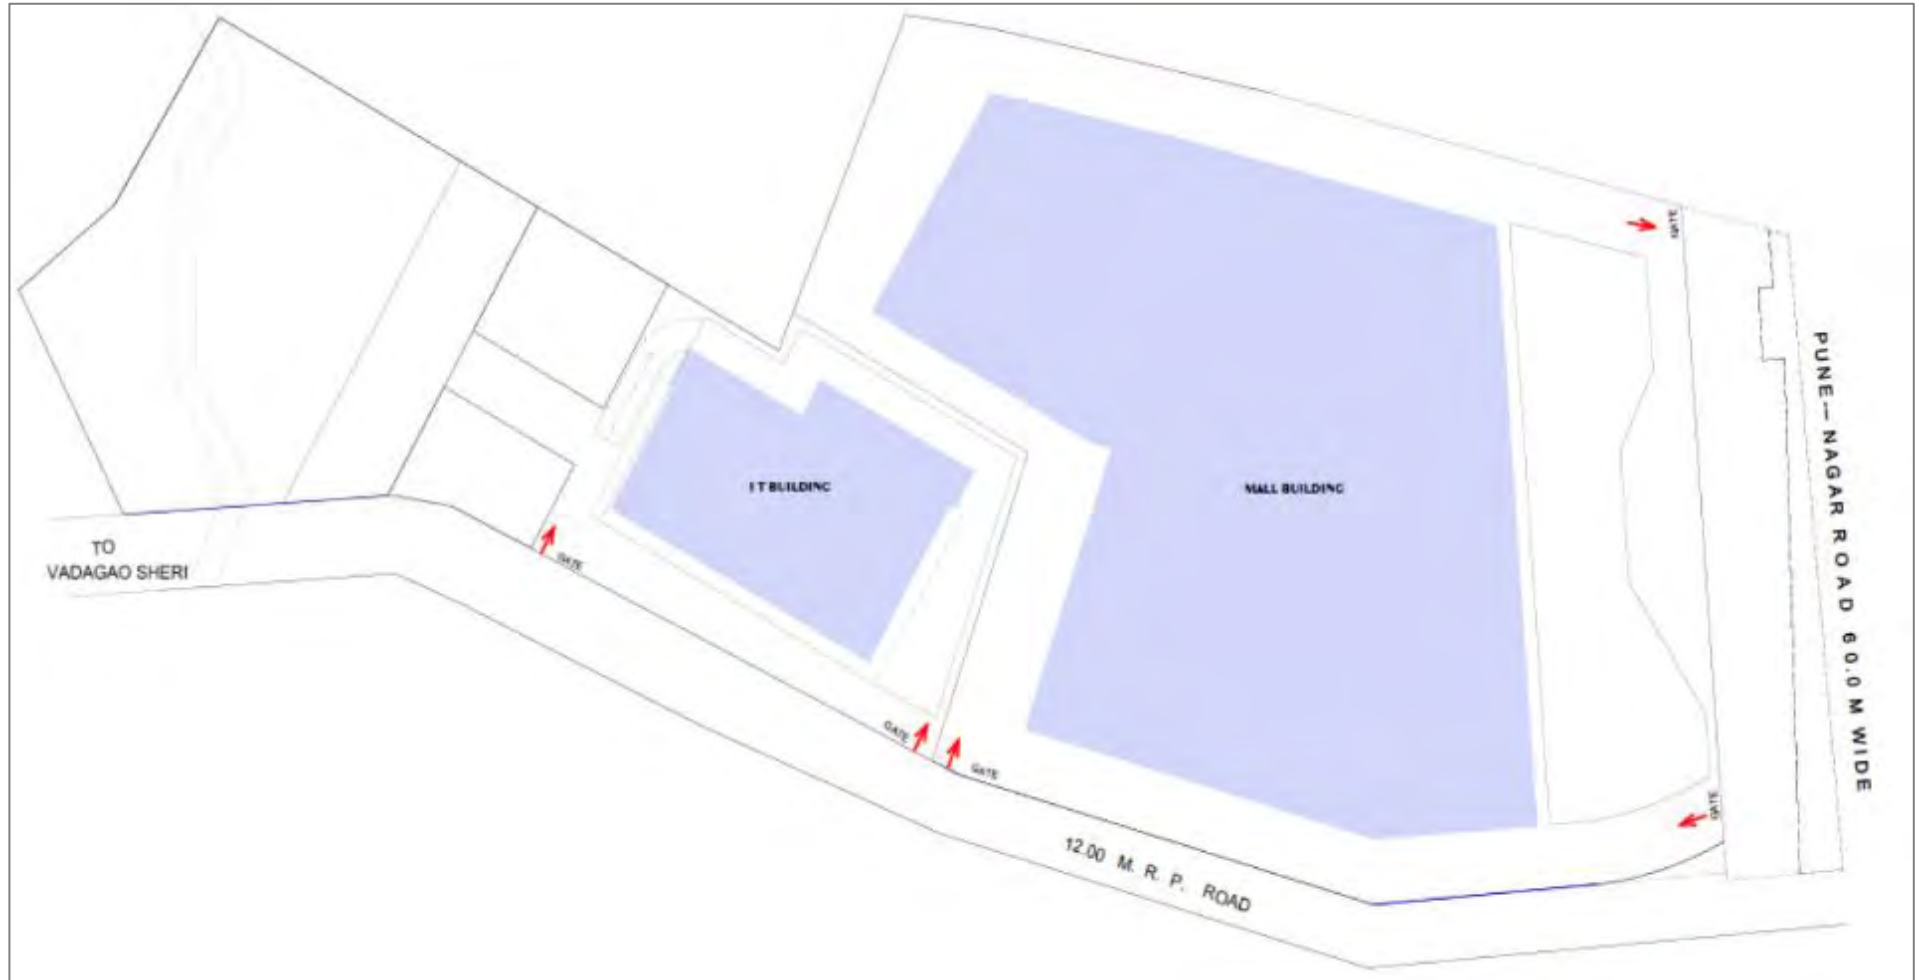 GATE
PUNE—NAGAR ROAD 60.0 M WIDE
I T BUILDING
MALL BUILDING
TO
VADAGAO SHERI
GATE
GATE
GATE
GATE
12.00 M. R. P. ROAD